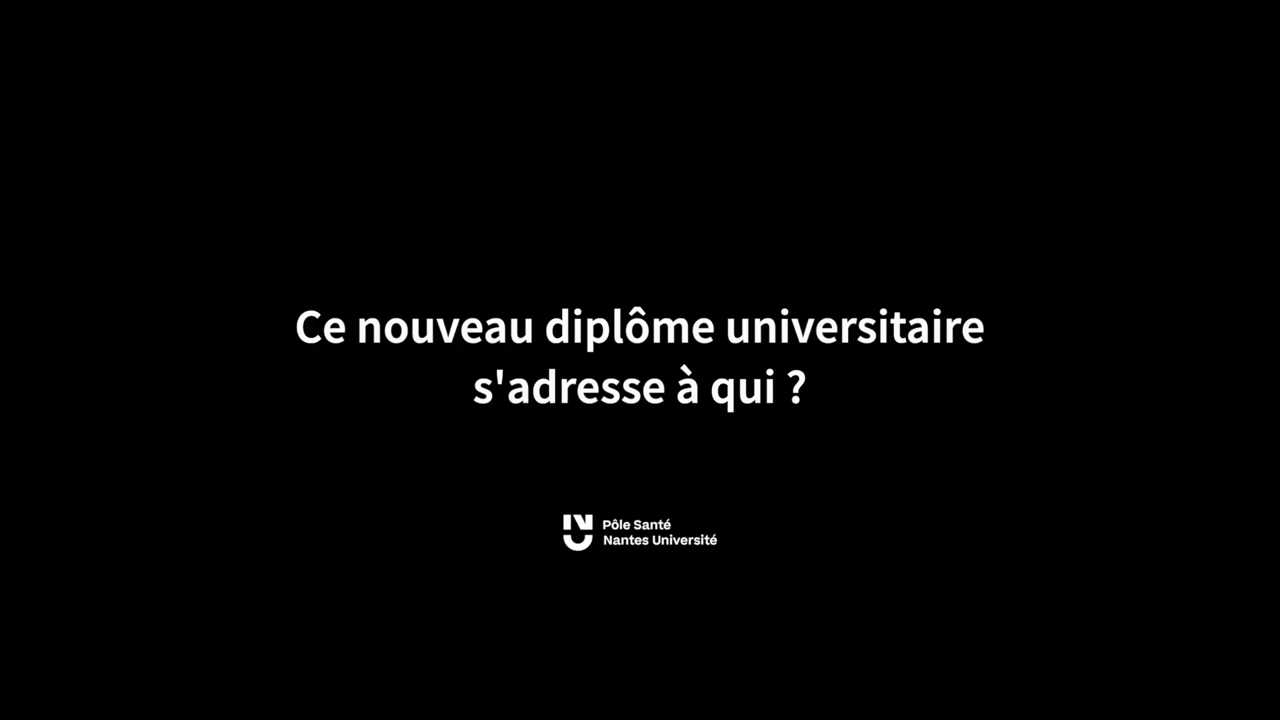 Ce nouveau diplôme universitaire
s'adresse à qui ?
Pôle Santé
Nantes Université